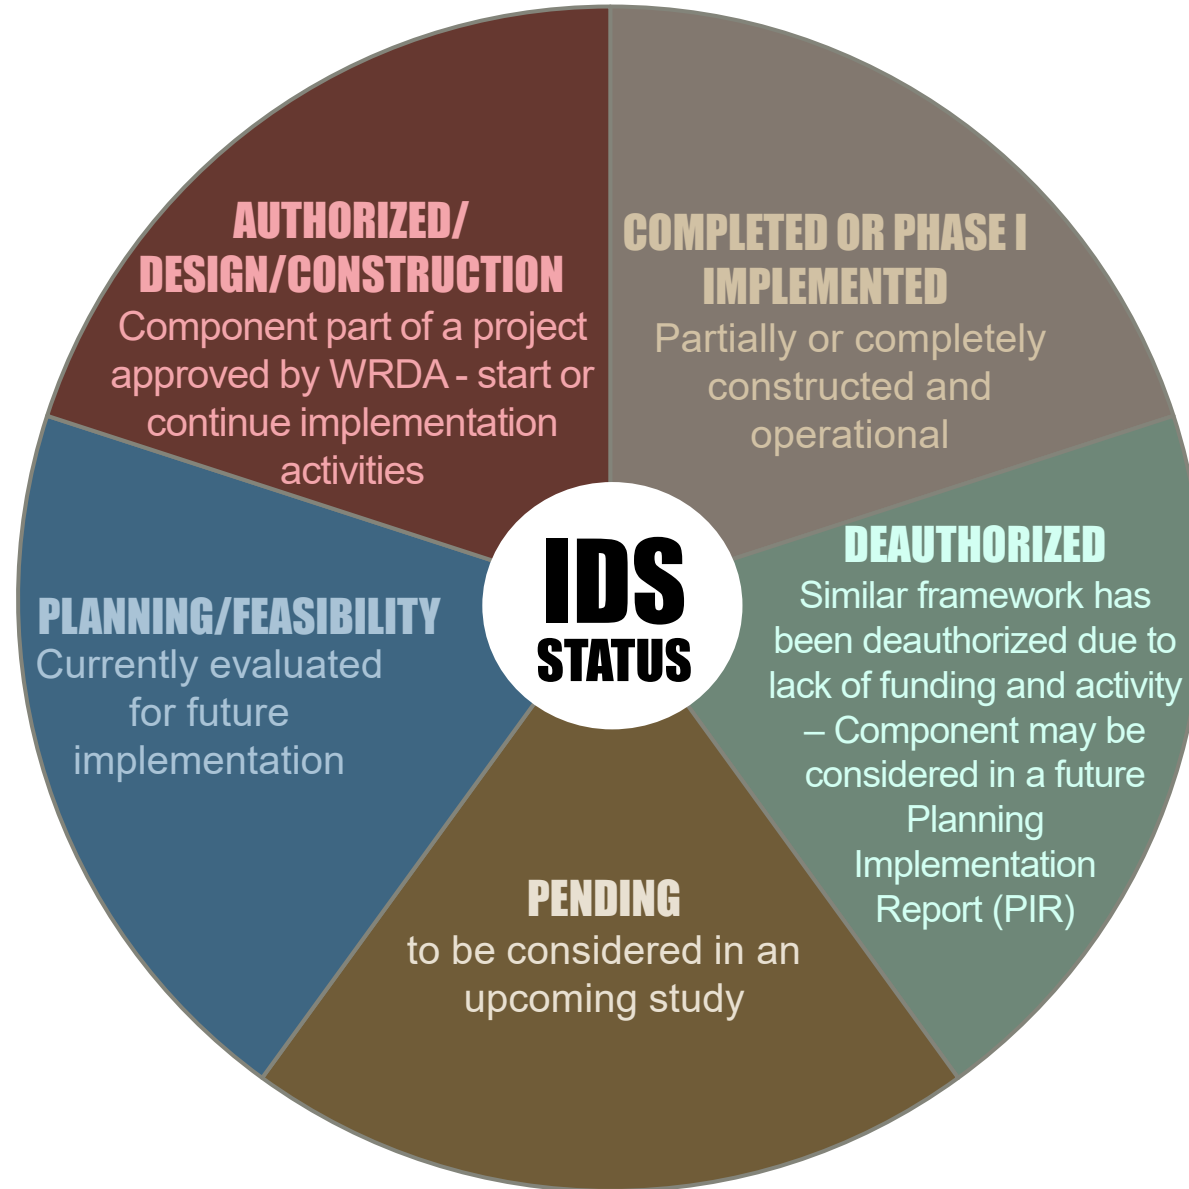 AUTHORIZED/
DESIGN/CONSTRUCTION
Component part of a project
approved by WRDA - start or
continue implementation
activities
COMPLETED OR PHASE I
IMPLEMENTED
Partially or completely
constructed and
operational
IDS
STATUS
DEAUTHORIZED
Similar framework has
been deauthorized due to
lack of funding and activity
– Component may be
considered in a future
Planning
Implementation
Report (PIR)
PLANNING/FEASIBILITY
Currently evaluated
for future
implementation
PENDING
to be considered in an
upcoming study